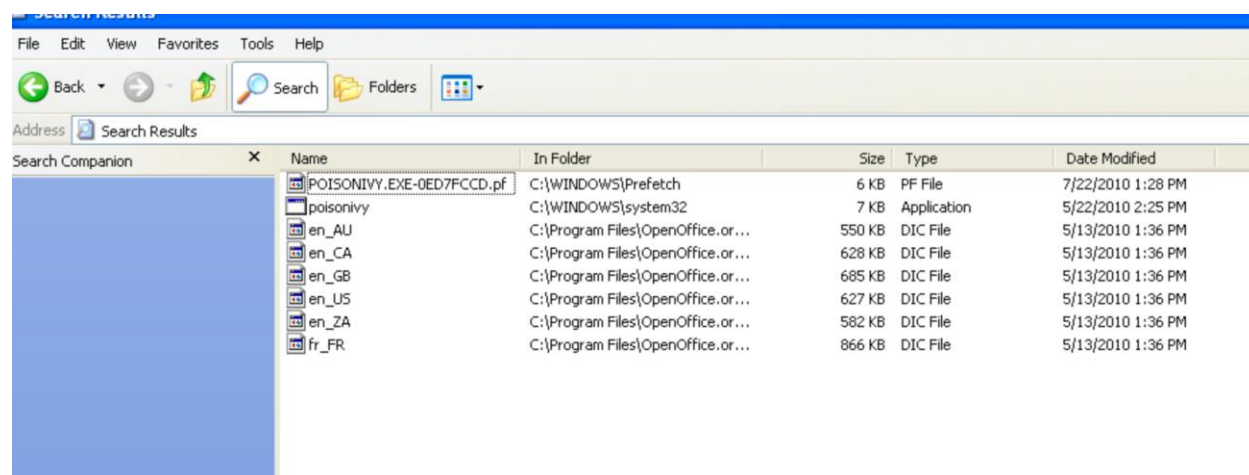 Search Results
File Edit View Favorites Tools Help
Back Search Folders
Address Search Results
Search Companion Name In Folder Size Type Date Modified
POISONIVY.EXE-0ED7FCCD.pf C:\WINDOWS\Prefetch 6 KB PF File 7/22/2010 1:28 PM
poisonivy C:\WINDOWS\system32 7 KB Application 5/22/2010 2:25 PM
en_AU C:\Program Files\OpenOffice.or... 550 KB DIC File 5/13/2010 1:36 PM
en_CA C:\Program Files\OpenOffice.or... 628 KB DIC File 5/13/2010 1:36 PM
en_GB C:\Program Files\OpenOffice.or... 685 KB DIC File 5/13/2010 1:36 PM
en_US C:\Program Files\OpenOffice.or... 627 KB DIC File 5/13/2010 1:36 PM
en_ZA C:\Program Files\OpenOffice.or... 582 KB DIC File 5/13/2010 1:36 PM
fr_FR C:\Program Files\OpenOffice.or... 866 KB DIC File 5/13/2010 1:36 PM